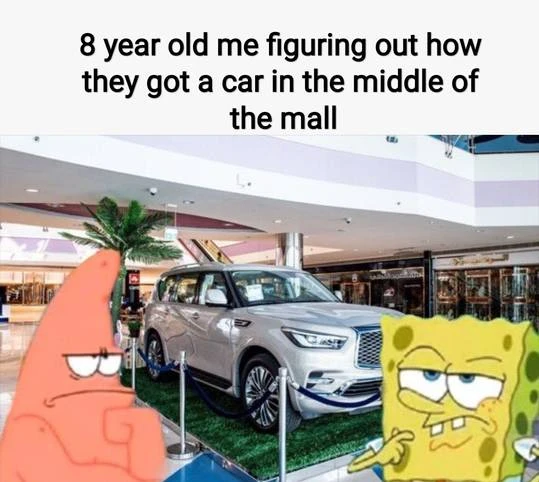 8 year old me figuring out how
they got a car in the middle of
the mall